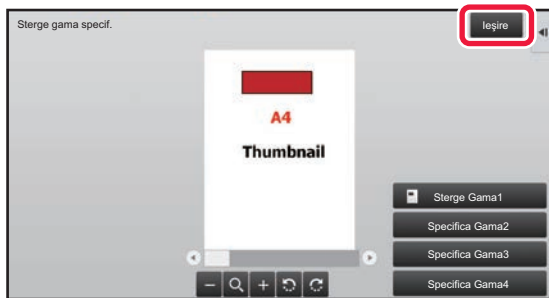 Sterge gama specif.
Ieşire
A4
Thumbnail
Sterge Gama1
Specifica Gama2
Specifica Gama3
Specifica Gama4